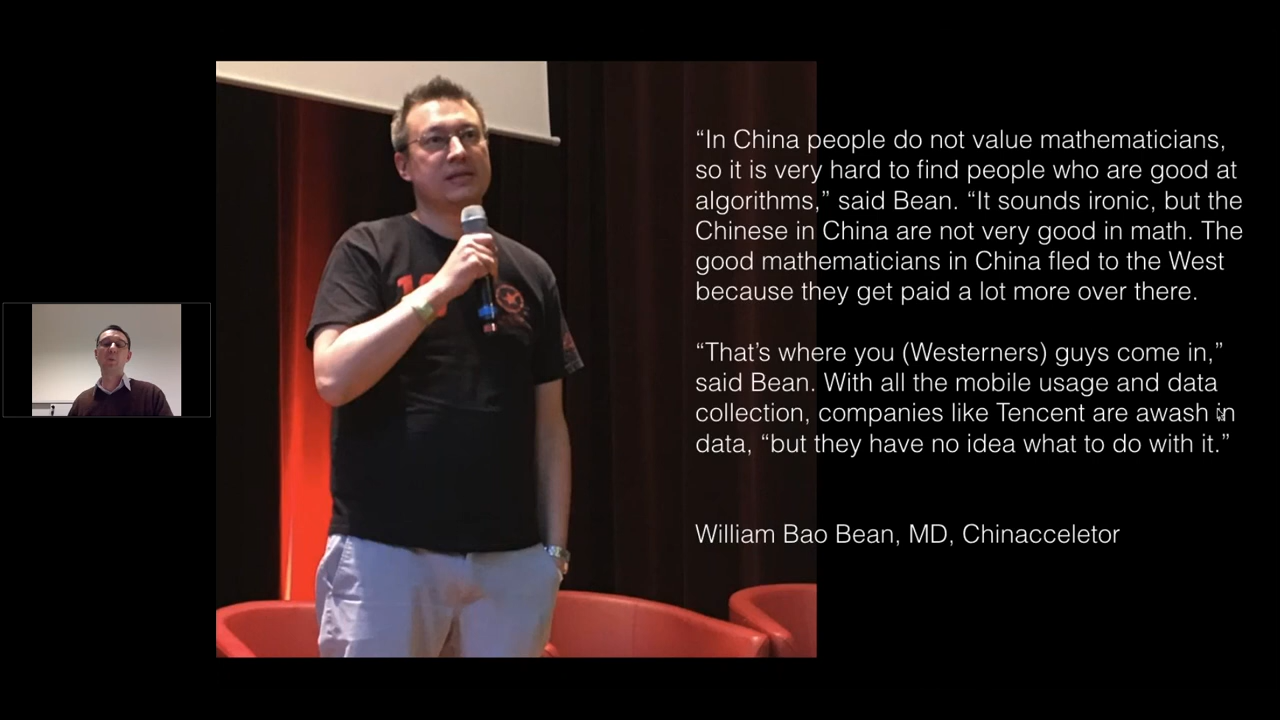 “In China people do not value mathematicians,
so it is very hard to find people who are good at
algorithms,” said Bean. “It sounds ironic, but the
Chinese in China are not very good in math. The
good mathematicians in China fled to the West
because they get paid a lot more over there.
“That’s where you (Westerners) guys come in,”
said Bean. With all the mobile usage and data
collection, companies like Tencent are awash in
data, “but they have no idea what to do with it.”
William Bao Bean, MD, Chinacceletor